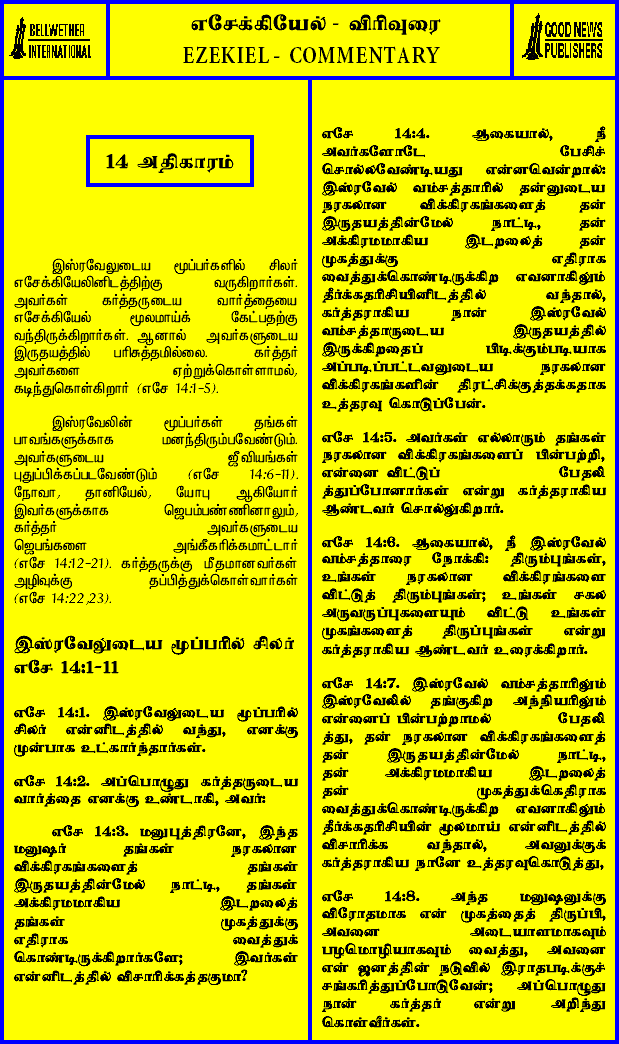 BELLWETHER
INTERNATIONAL
எசேக்கியேல் - விரிவுரை
EZEKIEL - COMMENTARY
GOOD NEWS
PUBLISHERS
14 அதிகாரம்
இஸ்ரவேலுடைய மூப்பர்களில் சிலர்
எசேக்கியேலினிடத்திற்கு வருகிறார்கள்.
அவர்கள் கர்த்தருடைய வார்த்தையை
எசேக்கியேல் மூலமாய்க் கேட்பதற்கு
வந்திருக்கிறார்கள். ஆனால் அவர்களுடைய
இருதயத்தில் பரிசுத்தமில்லை. கர்த்தர்
அவர்களை ஏற்றுக்கொள்ளாமல்,
கடிந்துகொள்கிறார் (எசே 14:1-5).
இஸ்ரவேலின் மூப்பர்கள் தங்கள்
பாவங்களுக்காக மனந்திரும்பவேண்டும்.
அவர்களுடைய ஜீவியங்கள்
புதுப்பிக்கப்படவேண்டும் (எசே 14:6-11).
நோவா, தானியேல், யோபு ஆகியோர்
இவர்களுக்காக ஜெபம்பண்ணினாலும்,
கர்த்தர் அவர்களுடைய
ஜெபங்களை அங்கீகரிக்கமாட்டார்
(எசே 14:12-21). கர்த்தருக்கு மீதமானவர்கள்
அழிவுக்கு தப்பித்துக்கொள்வார்கள்
(எசே 14:22,23).
இஸ்ரவேலுடைய மூப்பரில் சிலர்
எசே 14:1-11
எசே 14:1. இஸ்ரவேலுடைய மூப்பரில்
சிலர் என்னிடத்தில் வந்து, எனக்கு
முன்பாக உட்கார்ந்தார்கள்.
எசே 14:2. அப்பொழுது கர்த்தருடைய
வார்த்தை எனக்கு உண்டாகி, அவர்:
எசே 14:3. மனுபுத்திரனே, இந்த
மனுஷர் தங்கள் நரகலான
விக்கிரகங்களைத் தங்கள்
இருதயத்தின்மேல் நாட்டி, தங்கள்
அக்கிரமமாகிய இடறலைத்
தங்கள் முகத்துக்கு
எதிராக வைத்துக்
கொண்டிருக்கிறார்களே; இவர்கள்
என்னிடத்தில் விசாரிக்கத்தகுமா?
எசே 14:4. ஆகையால், நீ
அவர்களோடே பேசிச்
சொல்லவேண்டியது என்னவென்றால்:
இஸ்ரவேல் வம்சத்தாரில் தன்னுடைய
நரகலான விக்கிரகங்களைத் தன்
இருதயத்தின்மேல் நாட்டி, தன்
அக்கிரமமாகிய இடறலைத் தன்
முகத்துக்கு எதிராக
வைத்துக்கொண்டிருக்கிற எவனாகிலும்
தீர்க்கதரிசியினிடத்தில் வந்தால்,
கர்த்தராகிய நான் இஸ்ரவேல்
வம்சத்தாருடைய இருதயத்தில்
இருக்கிறதைப் பிடிக்கும்படியாக
அப்படிப்பட்டவனுடைய நரகலான
விக்கிரகங்களின் திரட்சிக்குத்தக்கதாக
உத்தரவு கொடுப்பேன்.
எசே 14:5. அவர்கள் எல்லாரும் தங்கள்
நரகலான விக்கிரகங்களைப் பின்பற்றி,
என்னை விட்டுப் பேதலி
த்துப்போனார்கள் என்று கர்த்தராகிய
ஆண்டவர் சொல்லுகிறார்.
எசே 14:6. ஆகையால், நீ இஸ்ரவேல்
வம்சத்தாரை நோக்கி: திரும்புங்கள்,
உங்கள் நரகலான விக்கிரங்களை
விட்டுத் திரும்புங்கள்; உங்கள் சகல
அருவருப்புகளையும் விட்டு உங்கள்
முகங்களைத் திருப்புங்கள் என்று
கர்த்தராகிய ஆண்டவர் உரைக்கிறார்.
எசே 14:7. இஸ்ரவேல் வம்சத்தாரிலும்
இஸ்ரவேலில் தங்குகிற அந்நியரிலும்
என்னைப் பின்பற்றாமல் பேதலி
த்து, தன் நரகலான விக்கிரகங்களைத்
தன் இருதயத்தின்மேல் நாட்டி,
தன் அக்கிரமமாகிய இடறலைத்
தன் முகத்துக்கெதிராக
வைத்துக்கொண்டிருக்கிற எவனாகிலும்
தீர்க்கதரிசியின் மூலமாய் என்னிடத்தில்
விசாரிக்க வந்தால், அவனுக்குக்
கர்த்தராகிய நானே உத்தரவுகொடுத்து,
எசே 14:8. அந்த மனுஷனுக்கு
விரோதமாக என் முகத்தைத் திருப்பி,
அவனை அடையாளமாகவும்
பழமொழியாகவும் வைத்து, அவனை
என் ஜனத்தின் நடுவில் இராதபடிக்குச்
சங்கரித்துப்போடுவேன்; அப்பொழுது
நான் கர்த்தர் என்று அறிந்து
கொள்வீர்கள்.